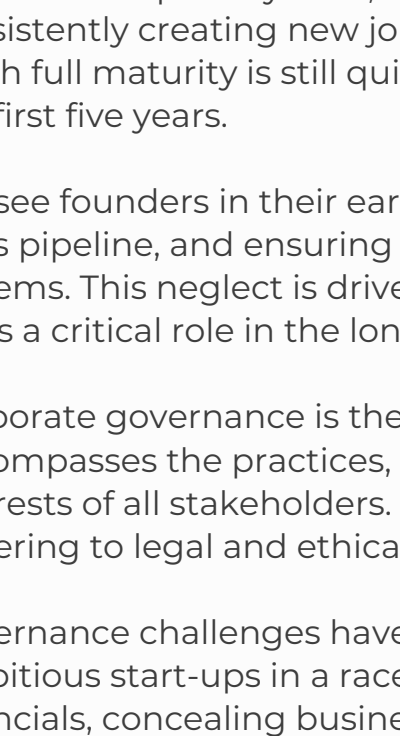 sistently creating new jo
h full maturity is still qui
first five years.
see founders in their ear
s pipeline, and ensuring
ems. This neglect is drive
s a critical role in the lon
porate governance is the
ompasses the practices,
rests of all stakeholders.
ering to legal and ethica
ernance challenges have
bitious start-ups in a race
ncials, concealing busine